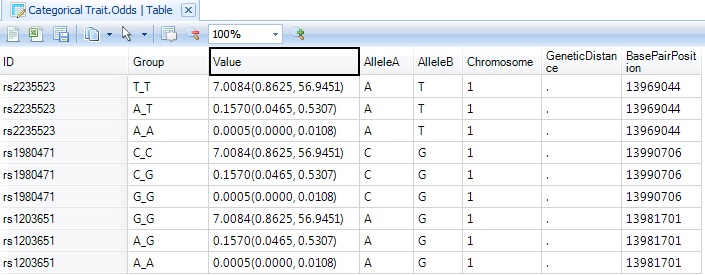 Categorical Trait.Odds | Table
100%
ID Group Value AlleleA AlleleB Chromosome GeneticDistan ce BasePairPosit ion
rs2235523 T_T 7.0084(0.8625, 56.9451) A T 1 . 13969044
rs2235523 A_T 0.1570(0.0465, 0.5307) A T 1 . 13969044
rs2235523 A_A 0.0005(0.0000, 0.0108) A T 1 . 13969044
rs1980471 C_C 7.0084(0.8625, 56.9451) C G 1 . 13990706
rs1980471 C_G 0.1570(0.0465, 0.5307) C G 1 . 13990706
rs1980471 G_G 0.0005(0.0000, 0.0108) C G 1 . 13990706
rs1203651 G_G 7.0084(0.8625, 56.9451) A G 1 . 13981701
rs1203651 A_G 0.1570(0.0465, 0.5307) A G 1 . 13981701
rs1203651 A_A 0.0005(0.0000, 0.0108) A G 1 . 13981701